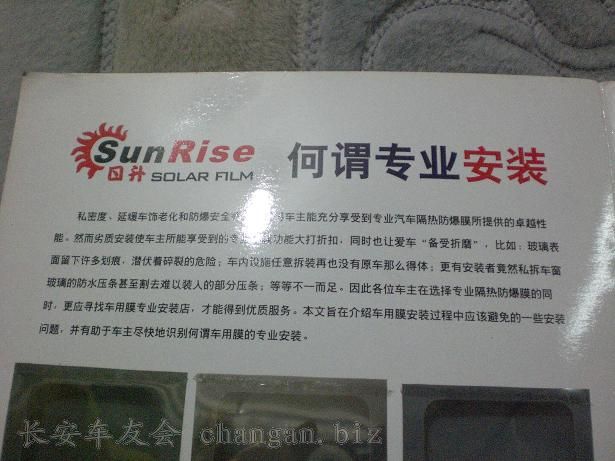 SunRise
日升 SOLAR FILM
何谓专业安装
私密度、延缓车饰老化和防爆安全 车主能充分享受到专业汽车隔热防爆膜所提供的卓越性
能。然而劣质安装使车主所能享受到的 功能大打折扣，同时也让爱车“备受折磨”，比如：玻璃表
面留下许多划痕，潜伏着碎裂的危险；车内设施任意拆装再也没有原来那么得体；更有安装者竟然私拆车窗
玻璃的防水压条甚至割去难以装人的部分压条；等等不一而足。因此各位车主在选择专业隔热防爆膜的同
时，更应寻找车用膜专业安装店，才能得到优质服务。本文旨在介绍车用膜安装过程中应该避免的一些安装
问题，并有助于车主尽快地识别何谓车用膜的专业安装。
长安车友会 changan.biz